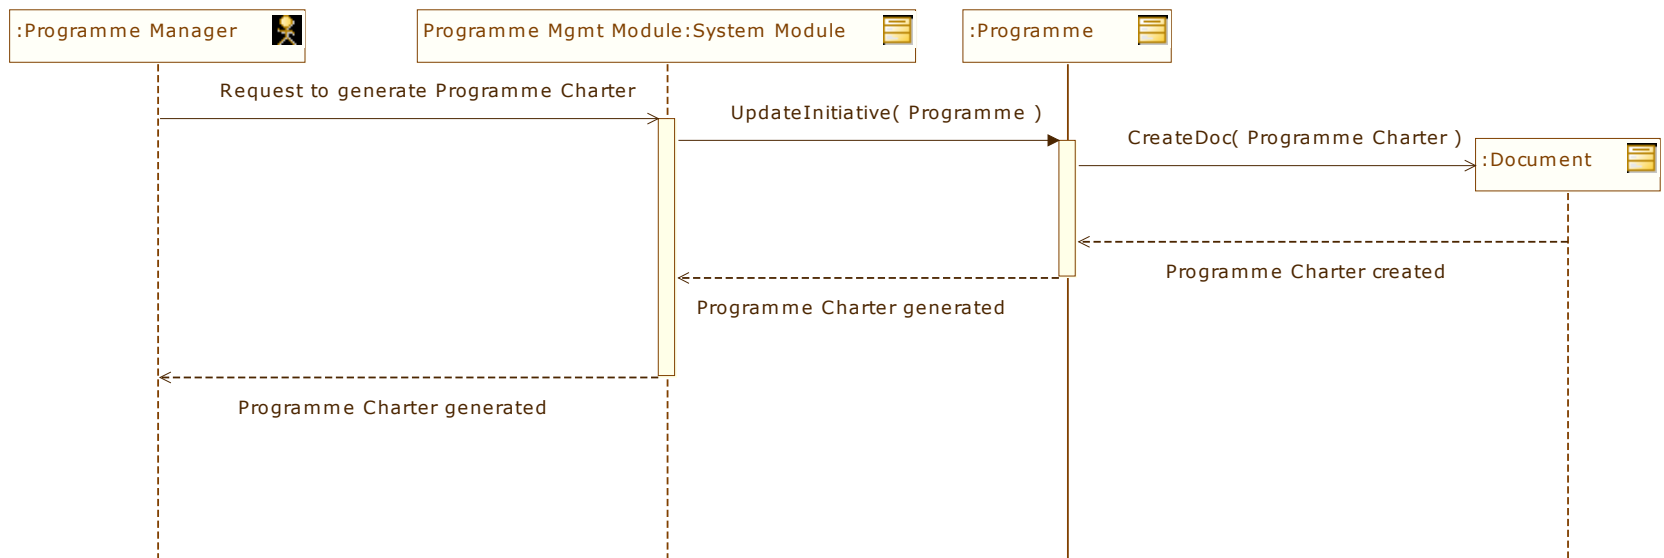 :Programme Manager
Programme Mgmt Module:System Module
:Programme
Request to generate Programme Charter
UpdateInitiative( Programme )
CreateDoc( Programme Charter )
:Document
Programme Charter created
Programme Charter generated
Programme Charter generated